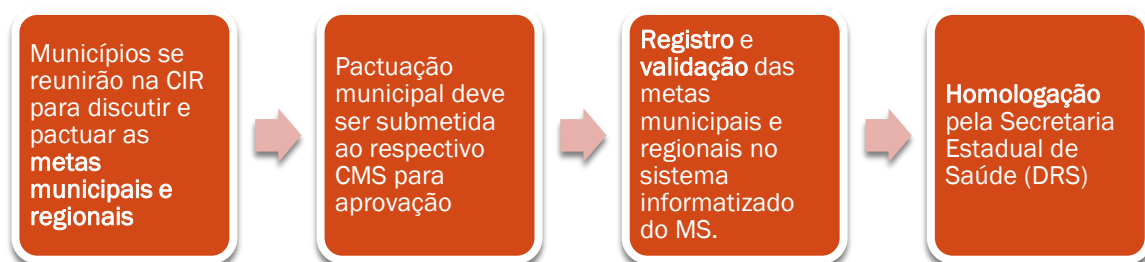 Municípios se
reunirão na CIR
para discutir e
pactuar as
metas
municipais e
regionais
Pactuação
municipal deve
ser submetida
ao respectivo
CMS para
aprovação
Registro e
validação das
metas
municipais e
regionais no
sistema
informatizado
do MS.
Homologação
pela Secretaria
Estadual de
Saúde (DRS)